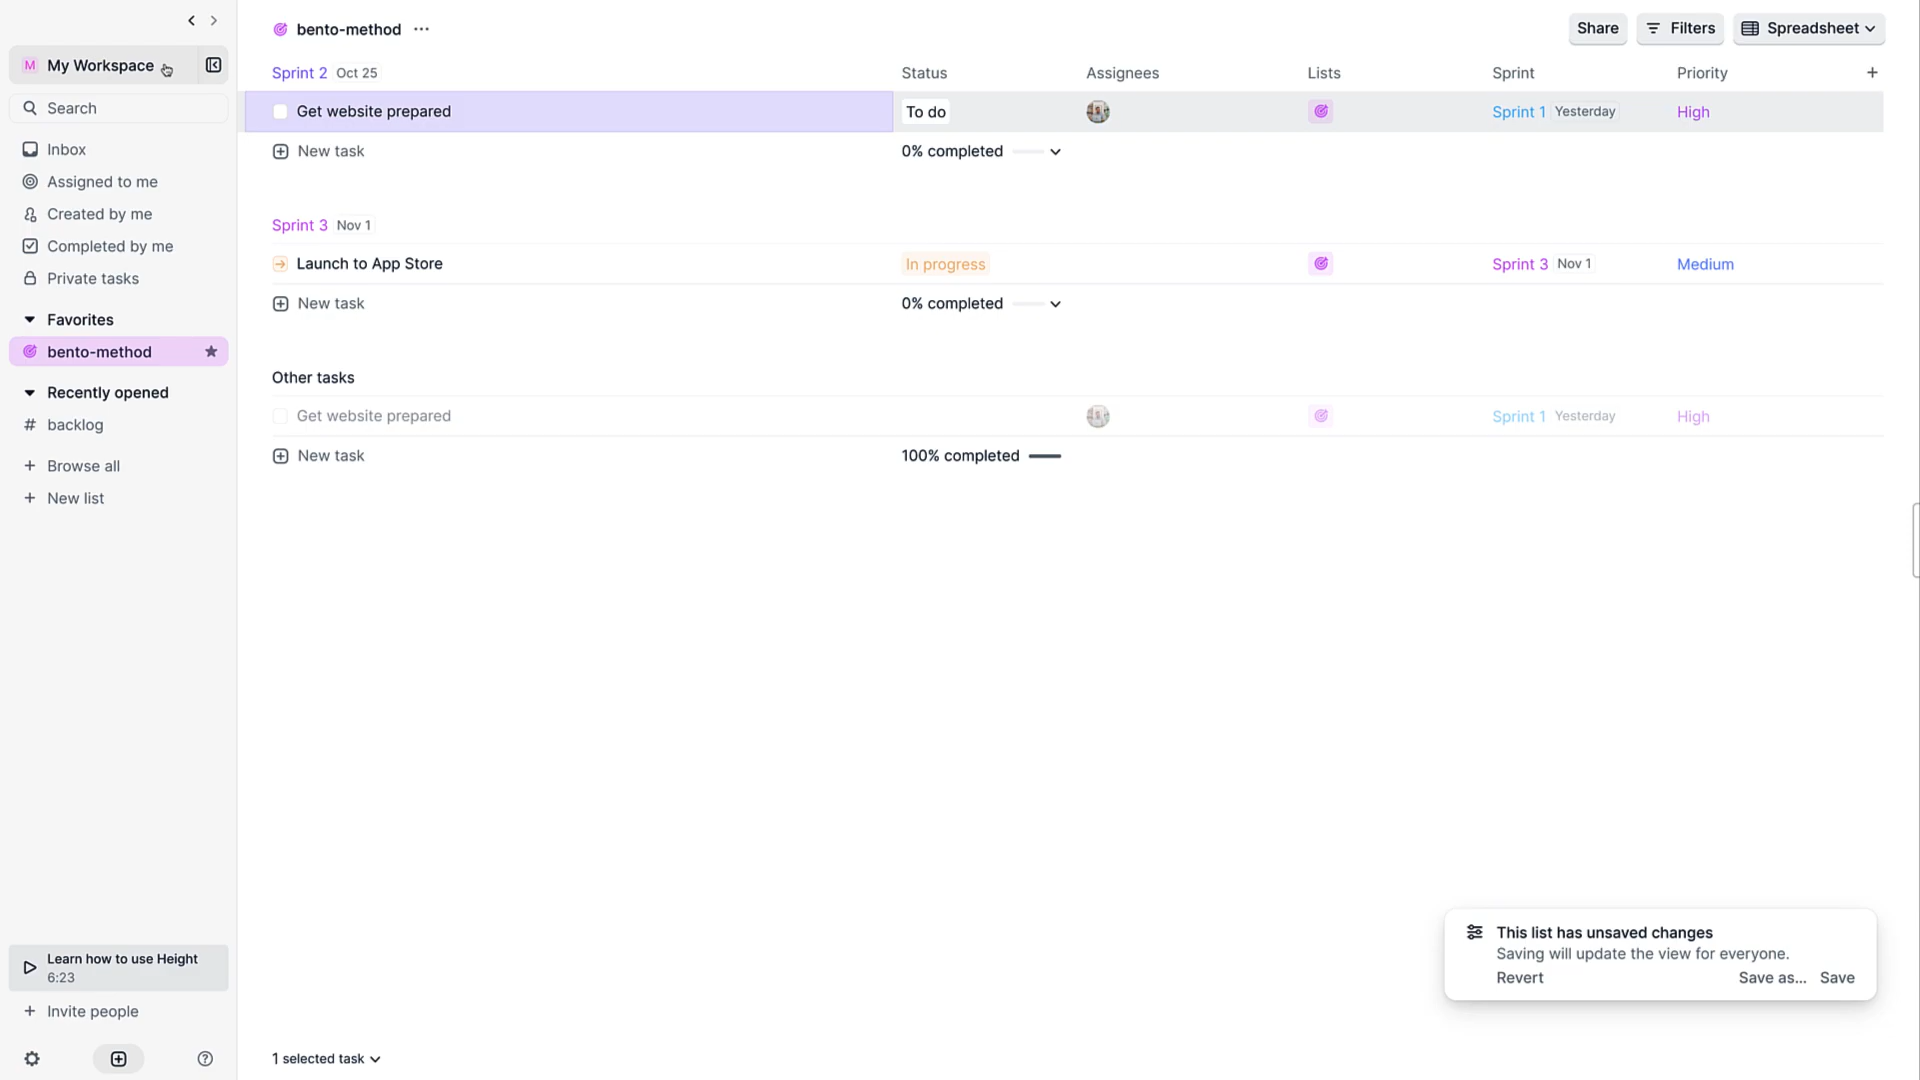 bento-method ...
Share
Filters
Spreadsheet
M My Workspace
Search
Inbox
Assigned to me
Created by me
Completed by me
Private tasks
Favorites
bento-method
Recently opened
# backlog
+ Browse all
+ New list
Learn how to use Height
6:23
+ Invite people
Sprint 2 Oct 25 Status Assignees Lists Sprint Priority +
Get website prepared To do Sprint 1 Yesterday High
New task 0% completed
Sprint 3 Nov 1
Launch to App Store In progress Sprint 3 Nov 1 Medium
New task 0% completed
Other tasks
Get website prepared Sprint 1 Yesterday High
New task 100% completed
This list has unsaved changes
Saving will update the view for everyone.
Revert Save as... Save
1 selected task